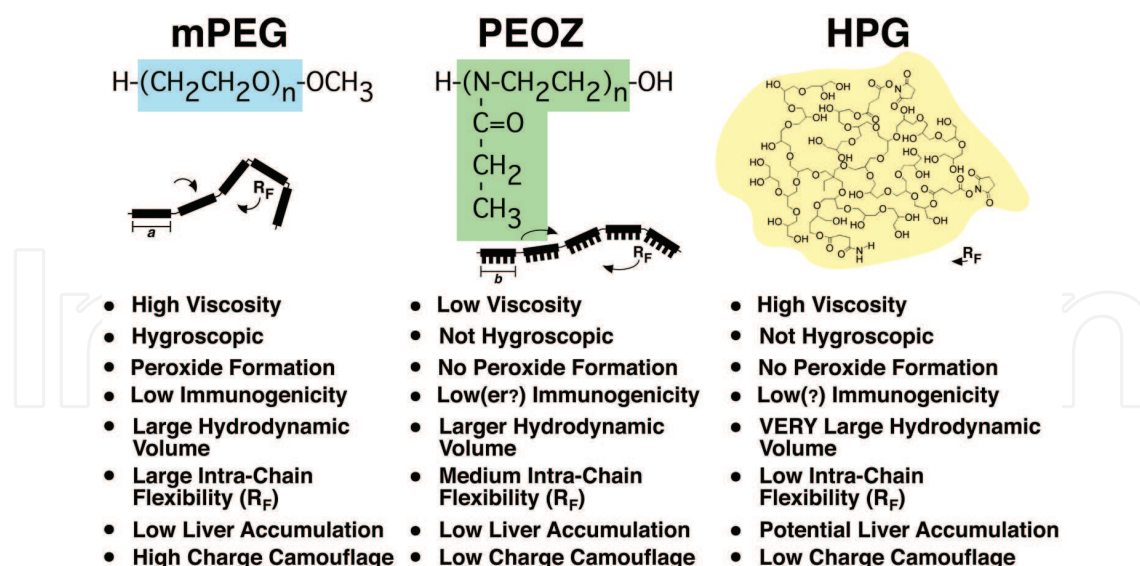 mPEG
H-(CH2CH2O)n-OCH3
a
RF
• High Viscosity
• Hygroscopic
• Peroxide Formation
• Low Immunogenicity
• Large Hydrodynamic
Volume
• Large Intra-Chain
Flexibility (RF)
• Low Liver Accumulation
• High Charge Camouflage
PEOZ
H-(N-CH2CH2)n-OH
C=O
CH2
CH3
b
RF
• Low Viscosity
• Not Hygroscopic
• No Peroxide Formation
• Low(er?) Immunogenicity
• Larger Hydrodynamic
Volume
• Medium Intra-Chain
Flexibility (RF)
• Low Liver Accumulation
• Low Charge Camouflage
HPG
RF
• High Viscosity
• Not Hygroscopic
• No Peroxide Formation
• Low(?) Immunogenicity
• VERY Large Hydrodynamic
Volume
• Low Intra-Chain
Flexibility (RF)
• Potential Liver Accumulation
• Low Charge Camouflage